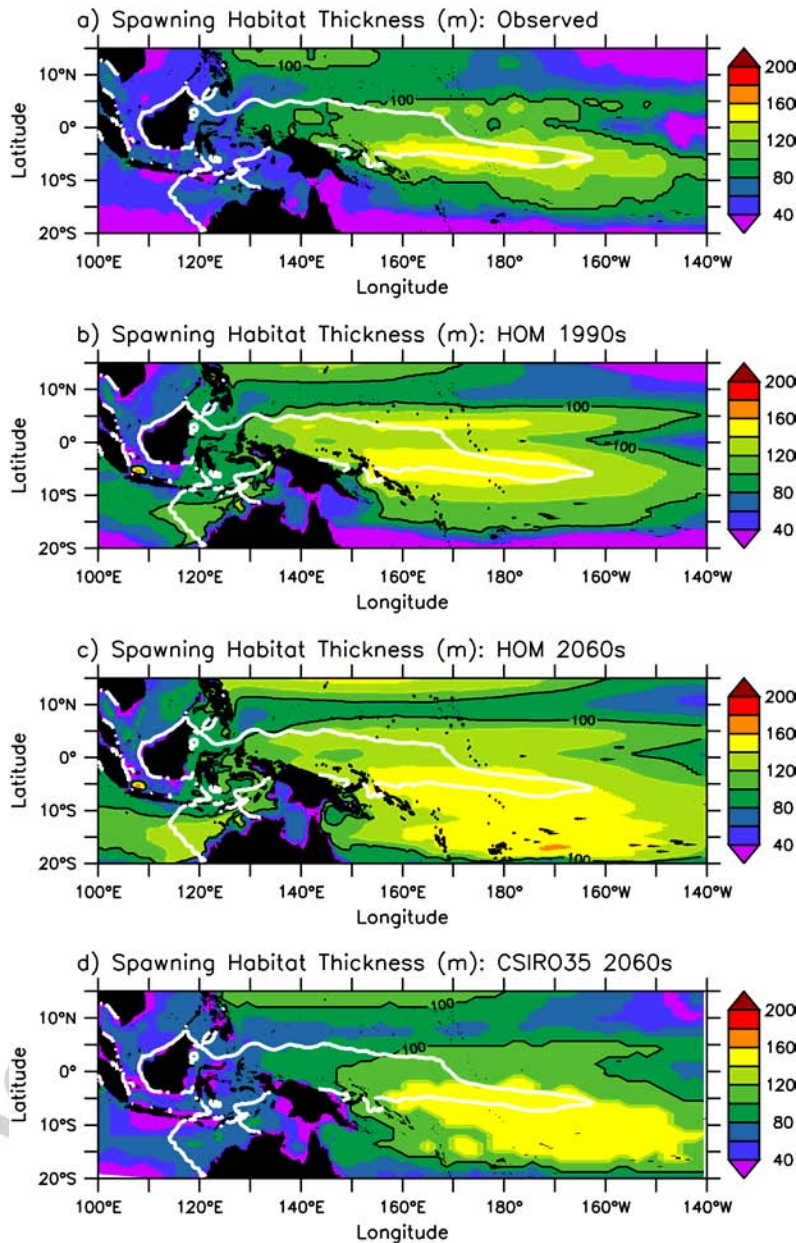 a) Spawning Habitat Thickness (m): Observed
100
100
10°N
0°
10°S
20°S
Latitude
100°E 120°E 140°E 160°E 180° 160°W 140°W
Longitude
200
160
120
80
40
b) Spawning Habitat Thickness (m): HOM 1990s
100
100
10°N
0°
10°S
20°S
Latitude
100°E 120°E 140°E 160°E 180° 160°W 140°W
Longitude
200
160
120
80
40
c) Spawning Habitat Thickness (m): HOM 2060s
100
100
10°N
0°
10°S
20°S
Latitude
100°E 120°E 140°E 160°E 180° 160°W 140°W
Longitude
200
160
120
80
40
d) Spawning Habitat Thickness (m): CSIRO35 2060s
100
100
10°N
0°
10°S
20°S
Latitude
100°E 120°E 140°E 160°E 180° 160°W 140°W
Longitude
200
160
120
80
40